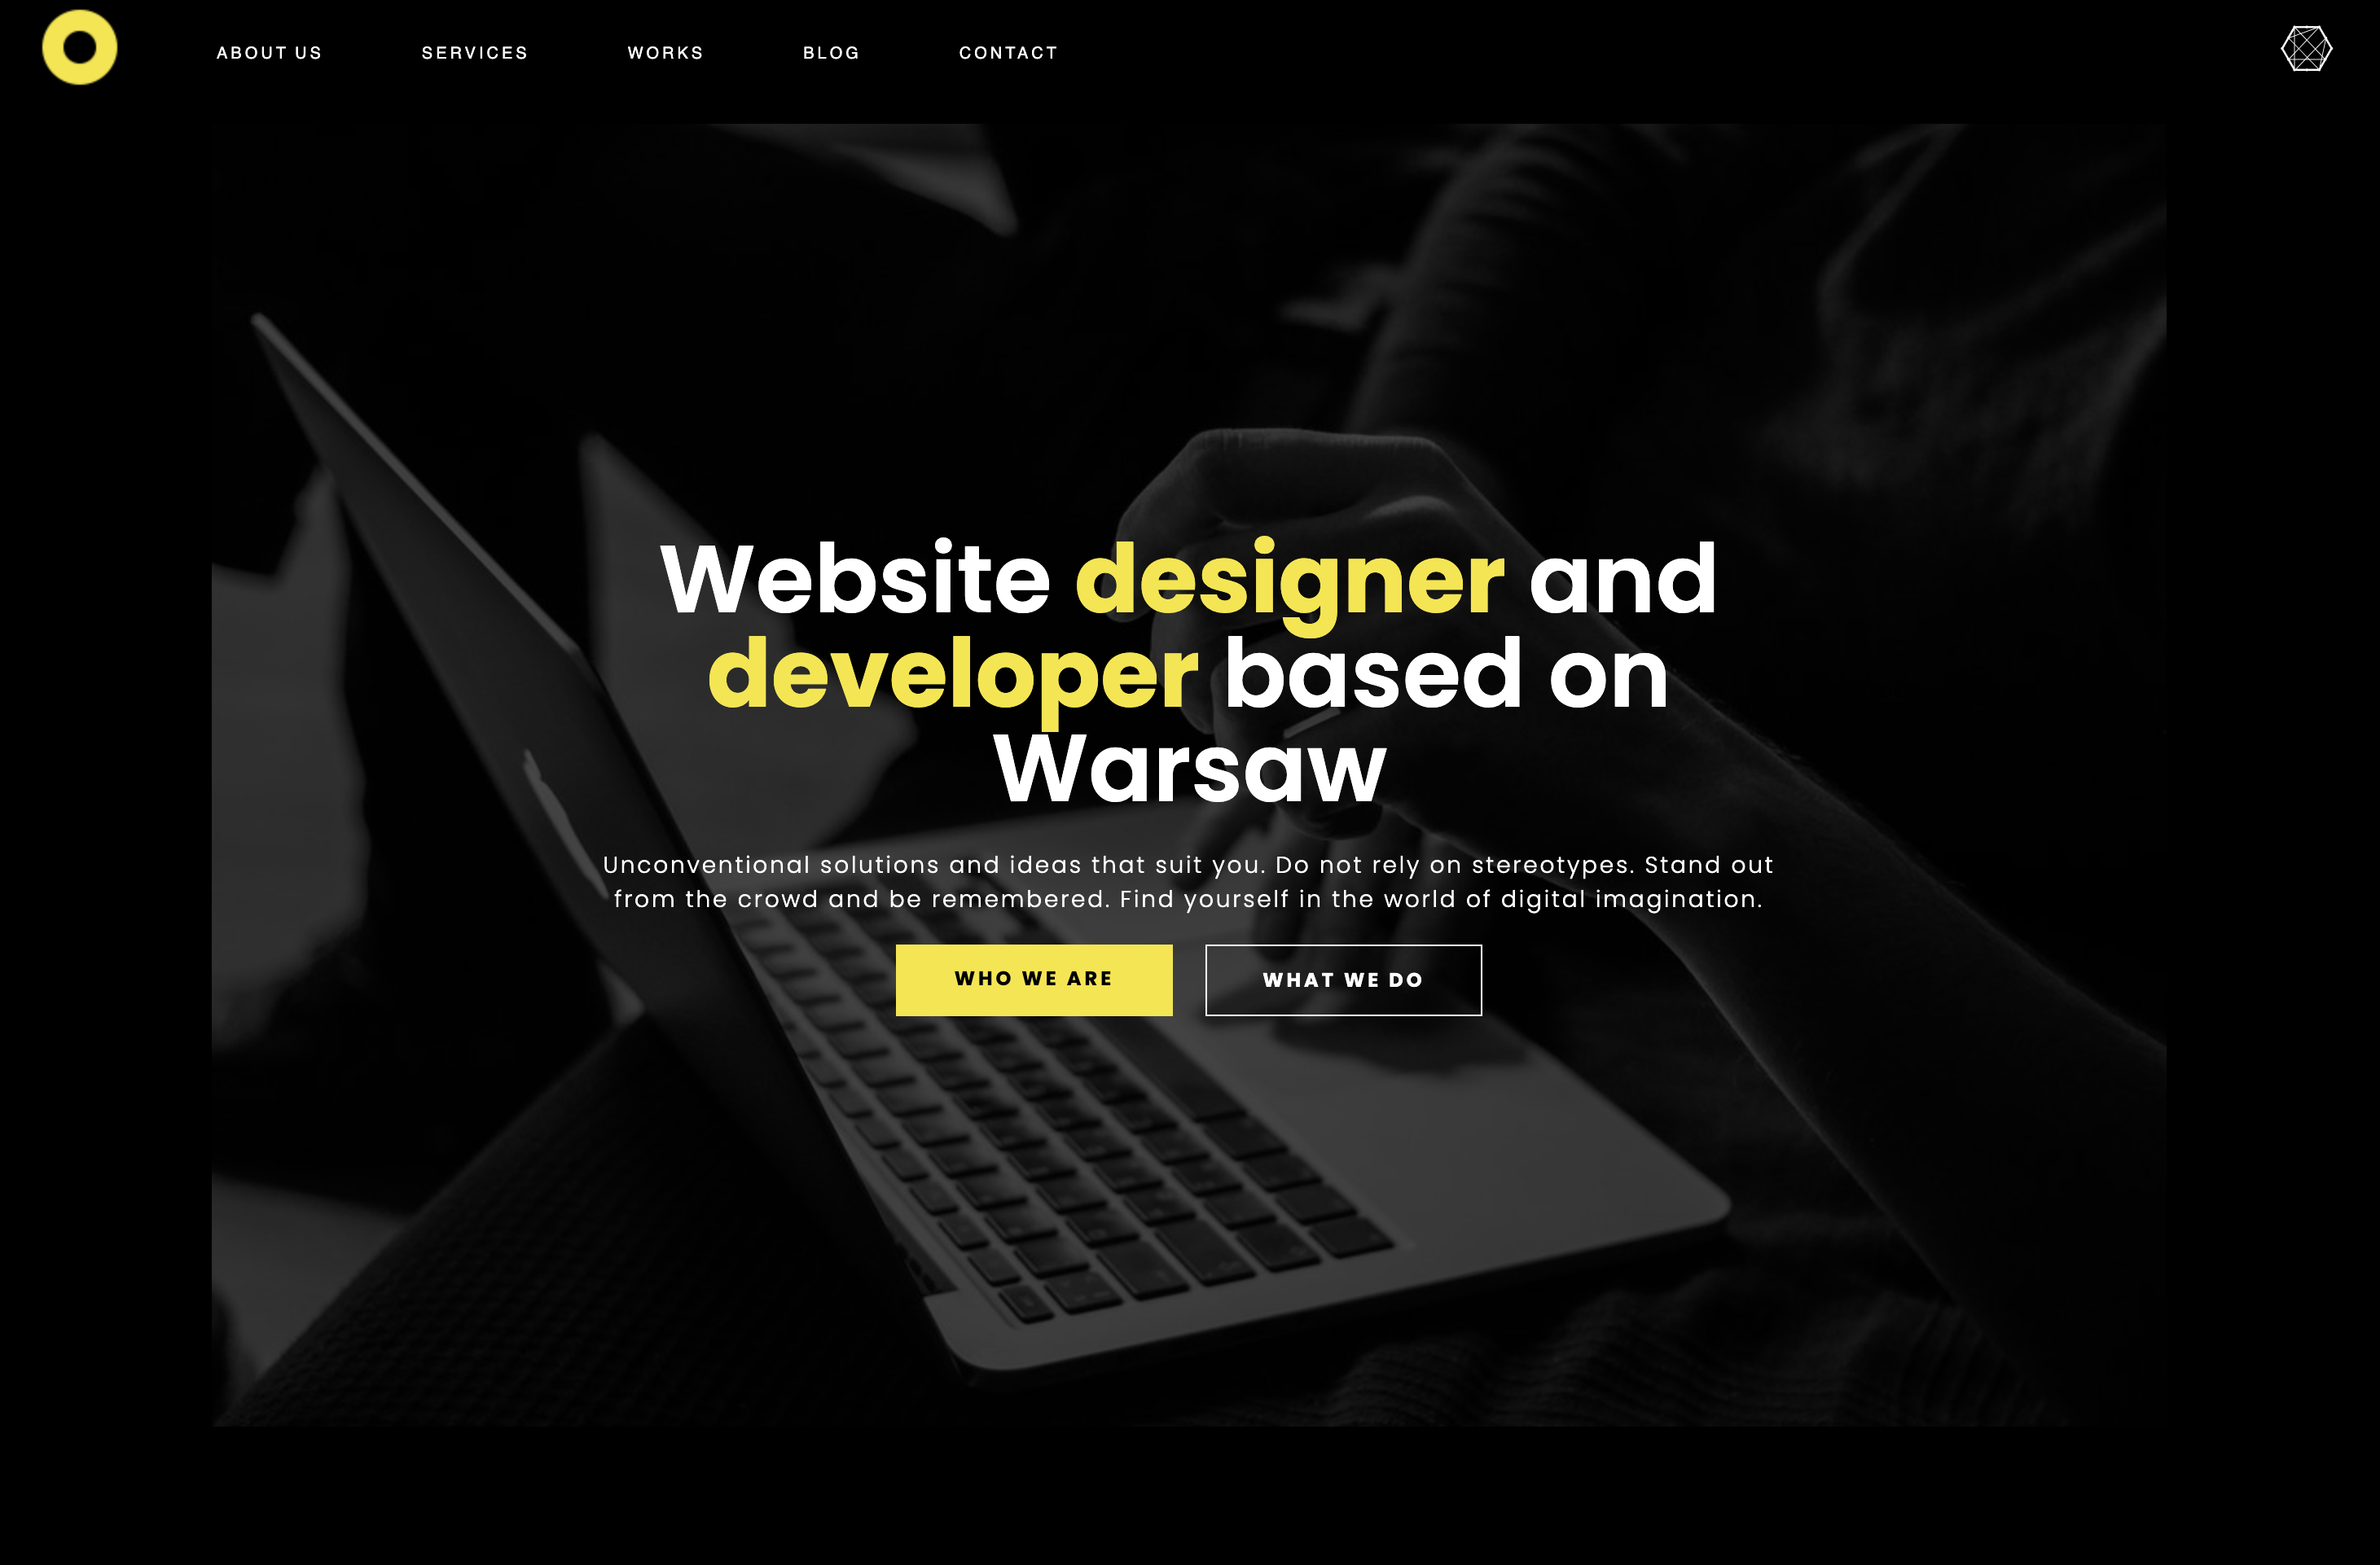 ABOUT US
SERVICES
WORKS
BLOG
CONTACT
Website designer and
developer based on
Warsaw
Unconventional solutions and ideas that suit you. Do not rely on stereotypes. Stand out
from the crowd and be remembered. Find yourself in the world of digital imagination.
WHO WE ARE
WHAT WE DO